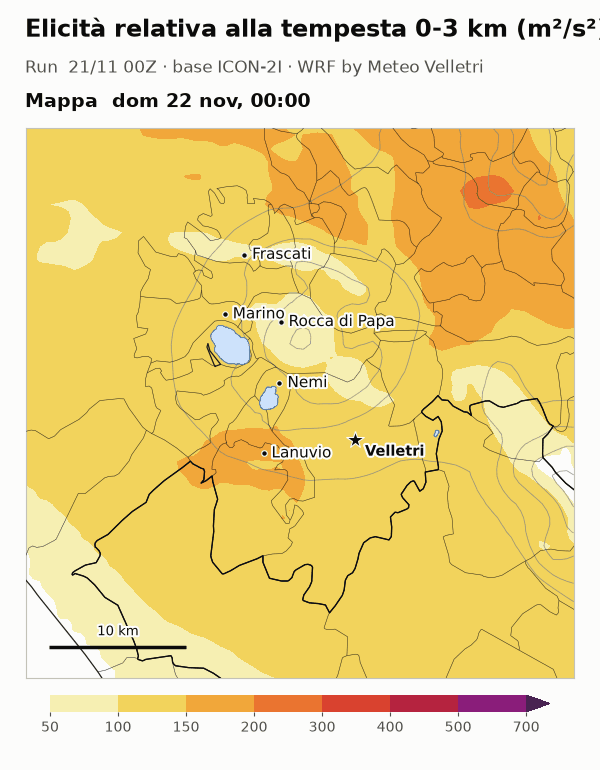 Elicità relativa alla tempesta 0-3 km (m²/s²)
Run 21/11 00Z · base ICON-2I · WRF by Meteo Velletri
Mappa dom 22 nov, 00:00
Frascati
Marino
Rocca di Papa
Nemi
Velletri
Lanuvio
10 km
50 100 150 200 300 400 500 700